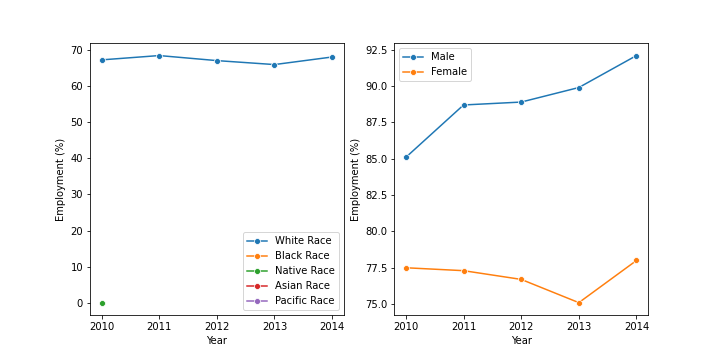 70
60
50
40
30
20
10
0
Employment (%)
White Race
Black Race
Native Race
Asian Race
Pacific Race
2010 2011 2012 2013 2014
Year
92.5
90.0
87.5
85.0
82.5
80.0
77.5
75.0
Employment (%)
Male
Female
2010 2011 2012 2013 2014
Year